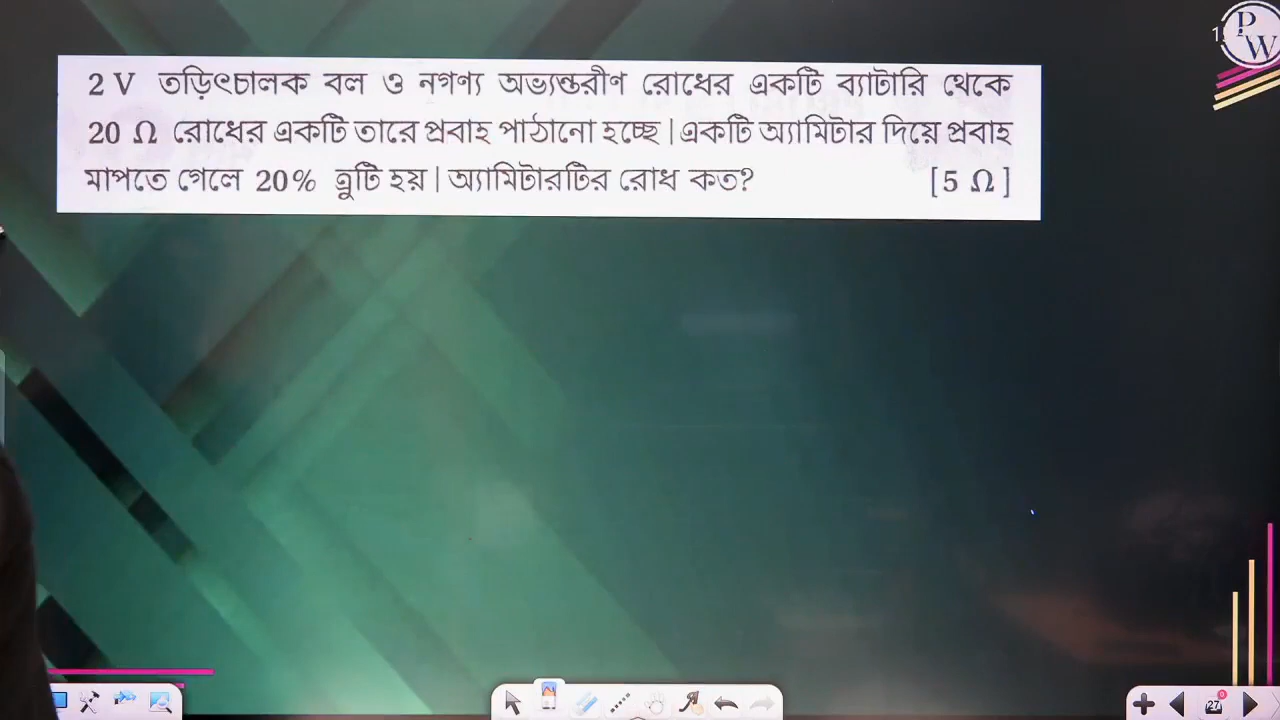 2 V তড়িৎচালক বল ও নগণ্য অভ্যন্তরীণ রোধের একটি ব্যাটারি থেকে
20 Ω রোধের একটি তারে প্রবাহ পাঠানো হচ্ছে | একটি অ্যামিটার দিয়ে প্রবাহ
মাপতে গেলে 20% ত্রুটি হয় | অ্যামিটারটির রোধ কত? [5 Ω]
P
W
27